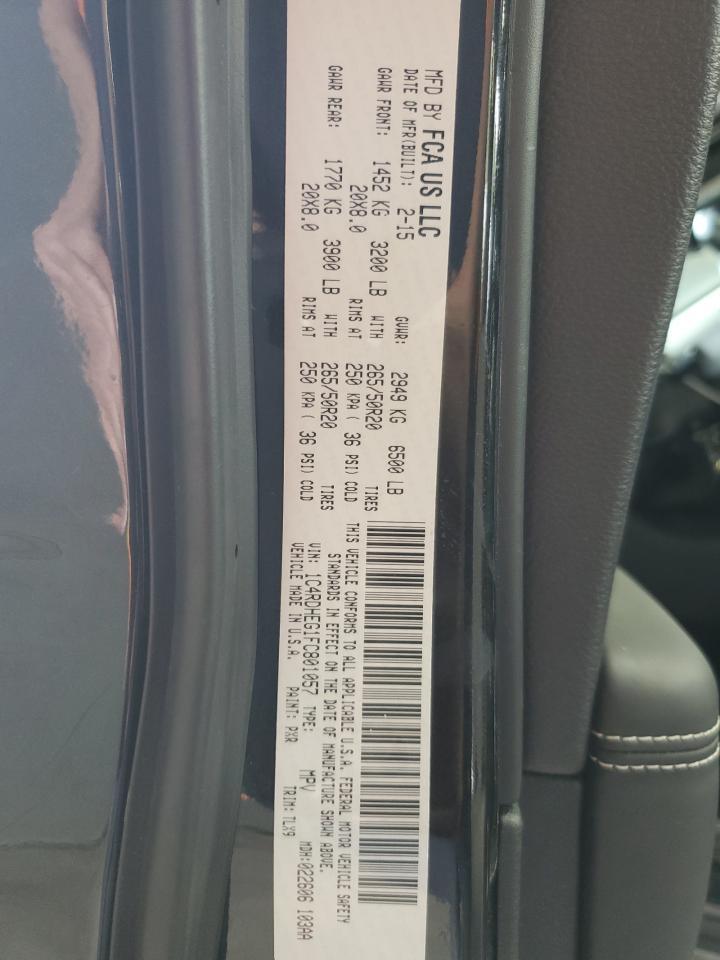 MFD BY FCA US LLC
DATE OF MFR(BUILT): 2-15 GVWR: 2949 KG 6500 LB
GAWR FRONT: 1452 KG 3200 LB WITH 265/50R20 TIRES
20X8.0 RIMS AT 250 KPA ( 36 PSI) COLD
GAWR REAR: 1770 KG 3900 LB WITH 265/50R20 TIRES
20X8.0 RIMS AT 250 KPA ( 36 PSI) COLD
THIS VEHICLE CONFORMS TO ALL APPLICABLE U.S.A. FEDERAL MOTOR VEHICLE SAFETY
STANDARDS IN EFFECT ON THE DATE OF MANUFACTURE SHOWN ABOVE.
VIN: 1C4RDHEG1FC801057 TYPE: MPV MDH:022606 103AA
VEHICLE MADE IN U.S.A. PAINT: PXR TRIM: TLX9